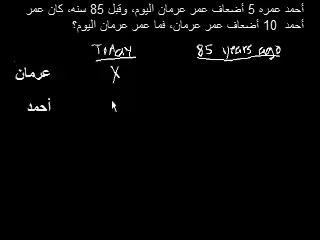 أحمد عمره 5 أضعاف عمر عرمان اليوم، وقبل 85 سنه، كان عمر
أحمد 10 أضعاف عمر عرمان، فما عمر عرمان اليوم؟
Today 85 years ago
عرمان X
أحمد